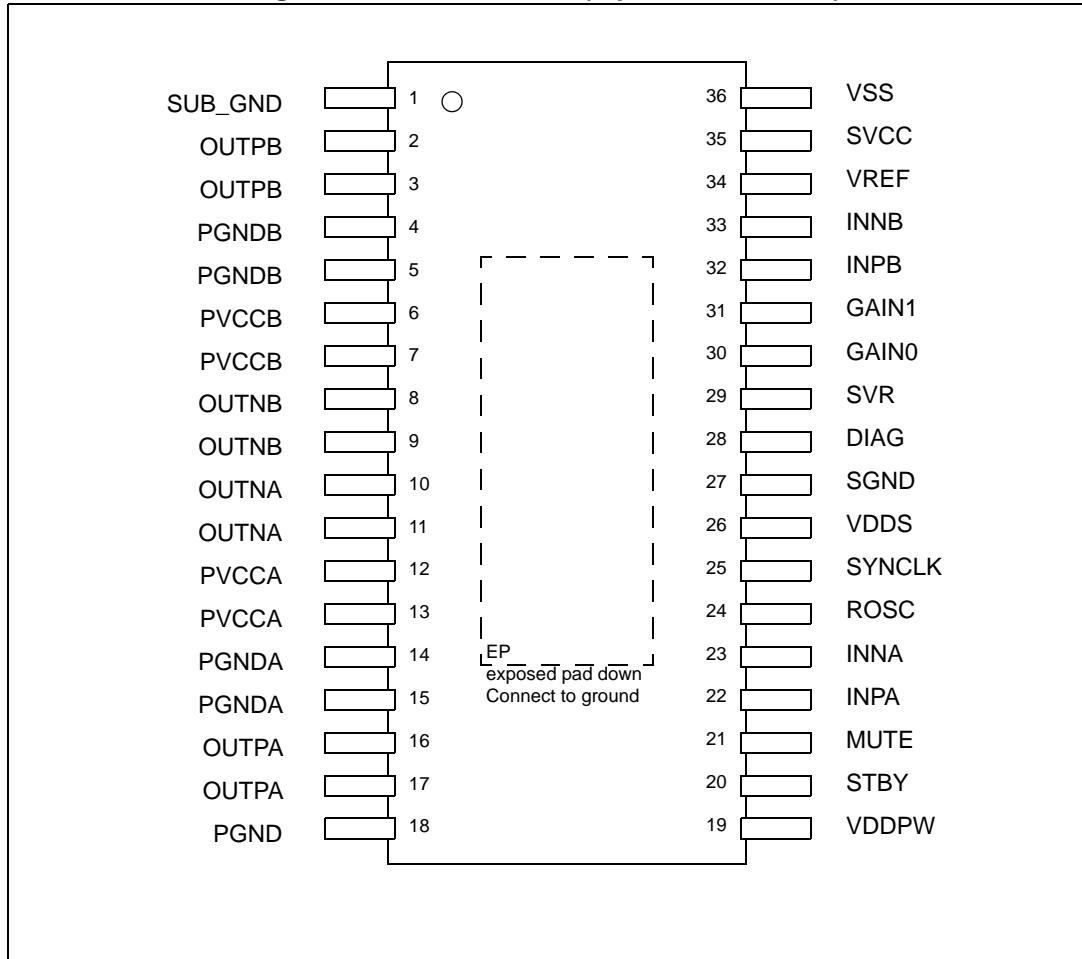 SUB_GND 1 36 VSS
OUTPB 2 35 SVCC
OUTPB 3 34 VREF
PGNDB 4 33 INNB
PGNDB 5 32 INPB
PVCCB 6 31 GAIN1
PVCCB 7 30 GAIN0
OUTNB 8 29 SVR
OUTNB 9 28 DIAG
OUTNA 10 27 SGND
OUTNA 11 26 VDDS
PVCCA 12 25 SYNCLK
PVCCA 13 24 ROSC
PGNDA 14 23 INNA
PGNDA 15 22 INPA
OUTPA 16 21 MUTE
OUTPA 17 20 STBY
PGND 18 19 VDDPW
EP
exposed pad down
Connect to ground